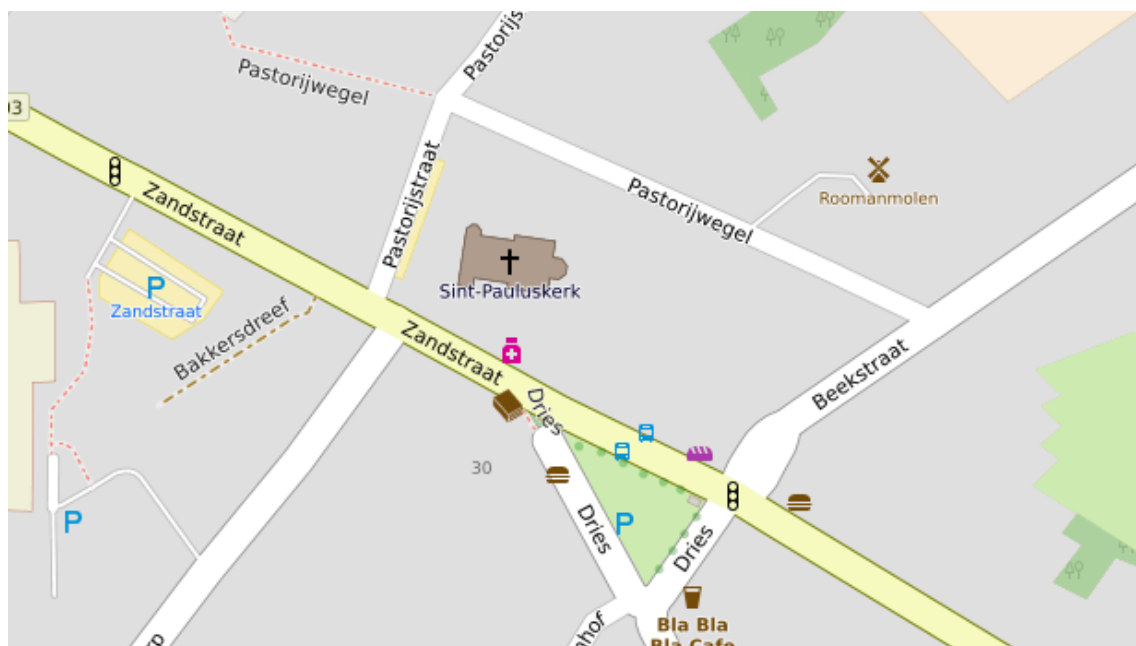 Pastorijs
Pastorijwegel
03
Zandstraat
Pastorijstraat
Pastorijwegel
Roomanmolen
P
Zandstraat
Sint-Pauluskerk
Bakkersdreef
Zandstraat
Beekstraat
Dries
30
P
Dries
P
Dries
Bla Bla
Bla Cafe